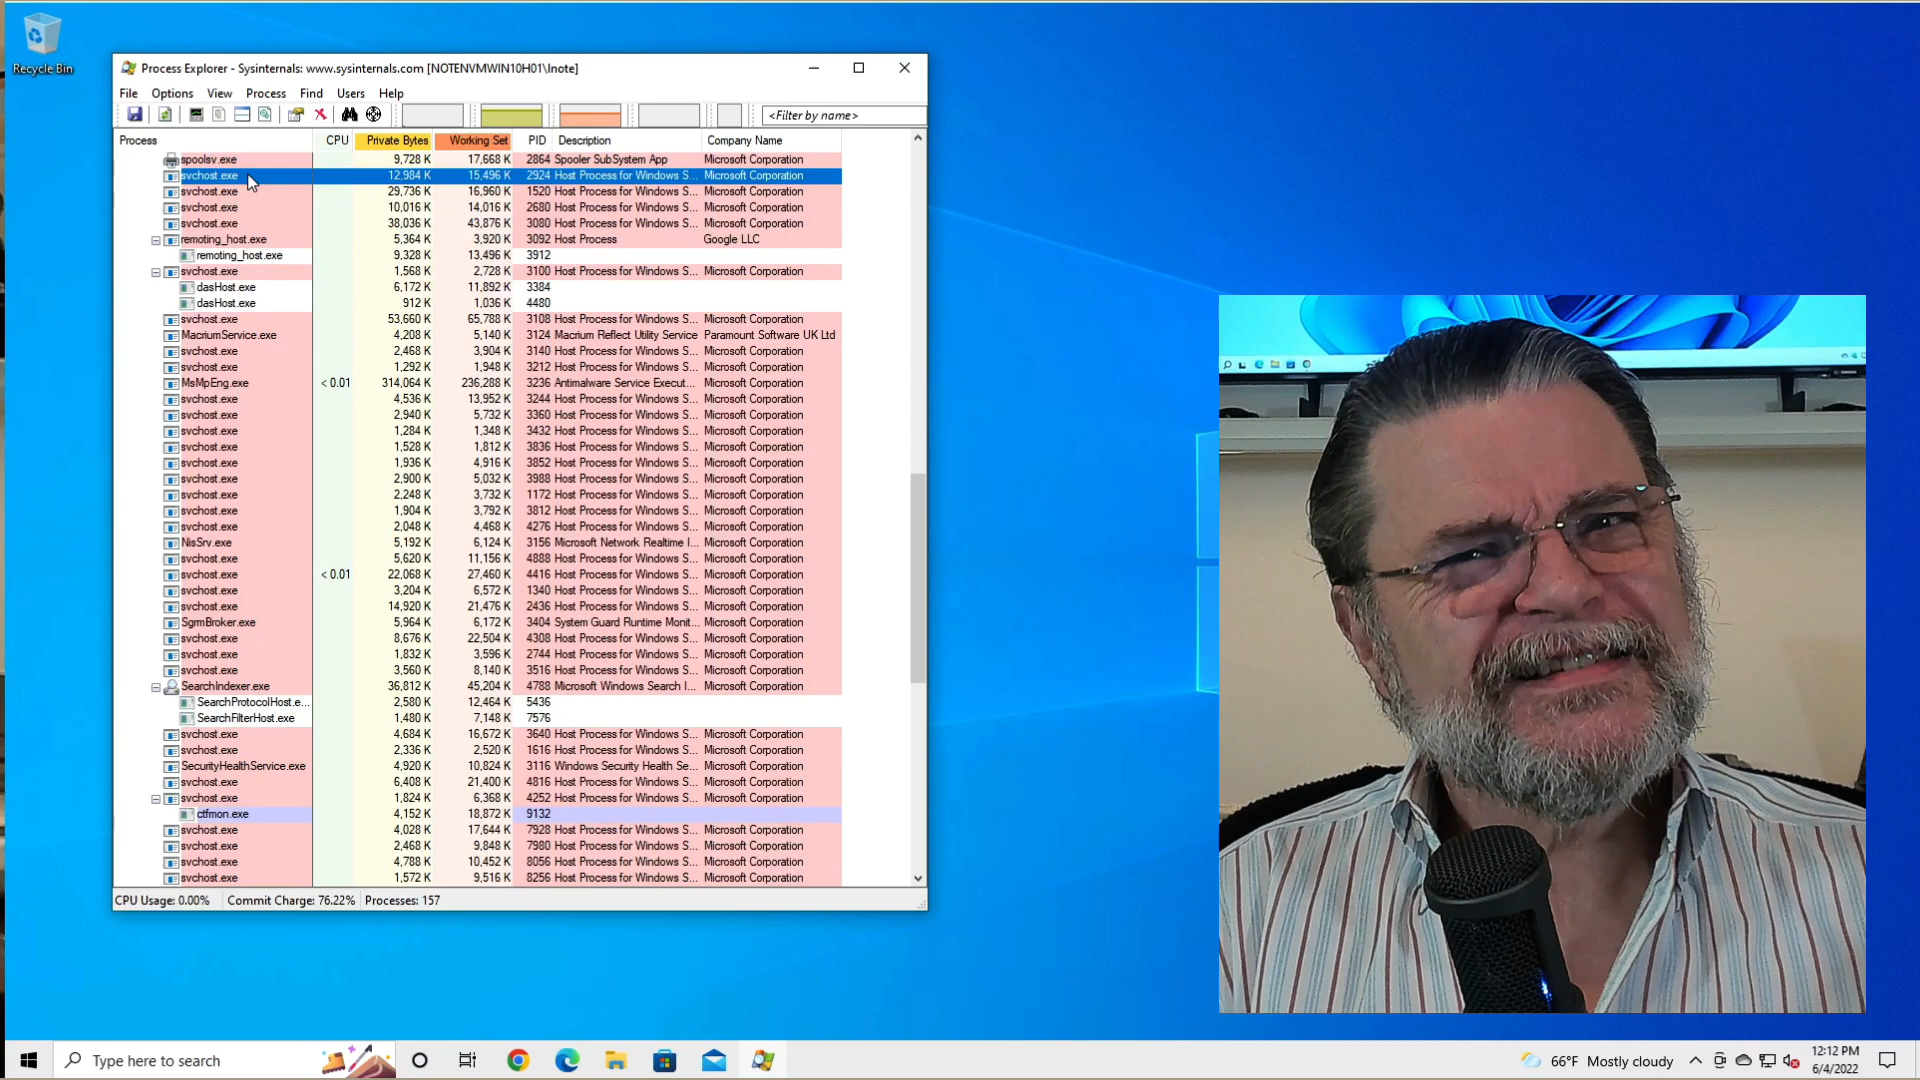 Recycle Bin
Process Explorer - Sysinternals: www.sysinternals.com [NOTENVMWIN10H01\lnote]
File Options View Process Find Users Help
<Filter by name>
Process CPU Private Bytes Working Set PID Description Company Name
spoolsv.exe 9,728 K 17,668 K 2864 Spooler SubSystem App Microsoft Corporation
svchost.exe 12,984 K 15,496 K 2924 Host Process for Windows S... Microsoft Corporation
svchost.exe 29,736 K 16,960 K 1520 Host Process for Windows S... Microsoft Corporation
svchost.exe 10,016 K 14,016 K 2680 Host Process for Windows S... Microsoft Corporation
svchost.exe 38,036 K 43,876 K 3080 Host Process for Windows S... Microsoft Corporation
remoting_host.exe 5,364 K 3,920 K 3092 Host Process Google LLC
remoting_host.exe 9,328 K 13,496 K 3912
svchost.exe 1,568 K 2,728 K 3100 Host Process for Windows S... Microsoft Corporation
dasHost.exe 6,172 K 11,892 K 3384
dasHost.exe 912 K 1,036 K 4480
svchost.exe 53,660 K 65,788 K 3108 Host Process for Windows S... Microsoft Corporation
MacriumService.exe 4,208 K 5,140 K 3124 Macrium Reflect Utility Service Paramount Software UK Ltd
svchost.exe 2,468 K 3,904 K 3140 Host Process for Windows S... Microsoft Corporation
svchost.exe 1,292 K 1,948 K 3212 Host Process for Windows S... Microsoft Corporation
MsMpEng.exe < 0.01 314,064 K 236,288 K 3236 Antimalware Service Execut... Microsoft Corporation
svchost.exe 4,536 K 13,952 K 3244 Host Process for Windows S... Microsoft Corporation
svchost.exe 2,940 K 5,732 K 3360 Host Process for Windows S... Microsoft Corporation
svchost.exe 1,284 K 1,348 K 3432 Host Process for Windows S... Microsoft Corporation
svchost.exe 1,528 K 1,812 K 3836 Host Process for Windows S... Microsoft Corporation
svchost.exe 1,936 K 4,916 K 3852 Host Process for Windows S... Microsoft Corporation
svchost.exe 2,900 K 5,032 K 3988 Host Process for Windows S... Microsoft Corporation
svchost.exe 2,248 K 3,732 K 1172 Host Process for Windows S... Microsoft Corporation
svchost.exe 1,904 K 3,792 K 3812 Host Process for Windows S... Microsoft Corporation
svchost.exe 2,048 K 4,468 K 4276 Host Process for Windows S... Microsoft Corporation
NisSrv.exe 5,192 K 6,124 K 3156 Microsoft Network Realtime I... Microsoft Corporation
svchost.exe 5,620 K 11,156 K 4888 Host Process for Windows S... Microsoft Corporation
svchost.exe < 0.01 22,068 K 27,460 K 4416 Host Process for Windows S... Microsoft Corporation
svchost.exe 3,204 K 6,572 K 1340 Host Process for Windows S... Microsoft Corporation
svchost.exe 14,920 K 21,476 K 2436 Host Process for Windows S... Microsoft Corporation
SgrmBroker.exe 5,964 K 6,172 K 3404 System Guard Runtime Monit... Microsoft Corporation
svchost.exe 8,676 K 22,504 K 4308 Host Process for Windows S... Microsoft Corporation
svchost.exe 1,832 K 3,596 K 2744 Host Process for Windows S... Microsoft Corporation
svchost.exe 3,560 K 8,140 K 3516 Host Process for Windows S... Microsoft Corporation
SearchIndexer.exe 36,812 K 45,204 K 4788 Microsoft Windows Search I... Microsoft Corporation
SearchProtocolHost.e... 2,580 K 12,464 K 5436
SearchFilterHost.exe 1,480 K 7,148 K 7576
svchost.exe 4,684 K 16,672 K 3640 Host Process for Windows S... Microsoft Corporation
svchost.exe 2,336 K 2,520 K 1616 Host Process for Windows S... Microsoft Corporation
SecurityHealthService.exe 4,920 K 10,824 K 3116 Windows Security Health Se... Microsoft Corporation
svchost.exe 6,408 K 21,400 K 4816 Host Process for Windows S... Microsoft Corporation
svchost.exe 1,824 K 6,368 K 4252 Host Process for Windows S... Microsoft Corporation
ctfmon.exe 4,152 K 18,872 K 9132
svchost.exe 4,028 K 17,644 K 7928 Host Process for Windows S... Microsoft Corporation
svchost.exe 2,468 K 9,848 K 7980 Host Process for Windows S... Microsoft Corporation
svchost.exe 4,788 K 10,452 K 8056 Host Process for Windows S... Microsoft Corporation
svchost.exe 1,572 K 9,516 K 8256 Host Process for Windows S... Microsoft Corporation
CPU Usage: 0.00% Commit Charge: 76.22% Processes: 157
Type here to search
66°F Mostly cloudy
12:12 PM
6/4/2022